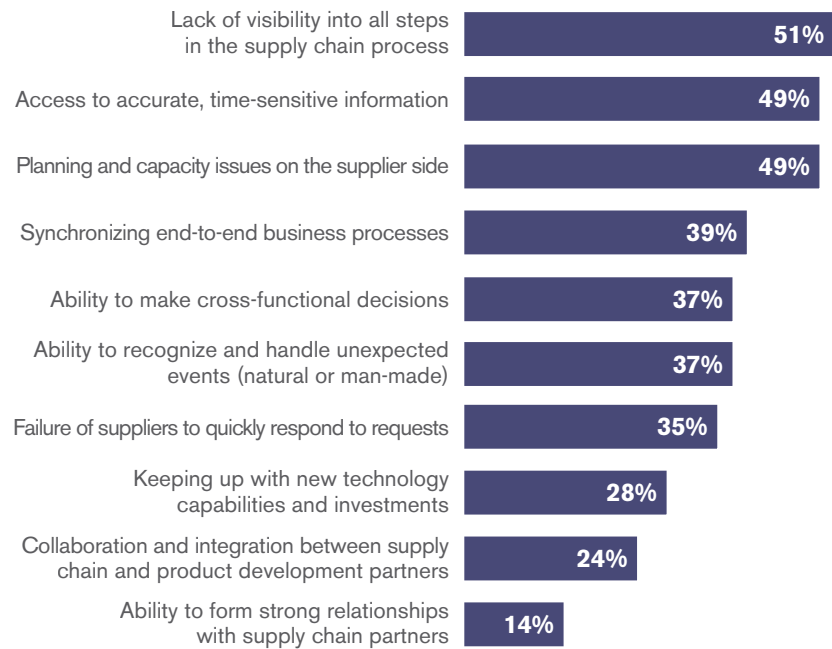 Lack of visibility into all steps
in the supply chain process
51%
Access to accurate, time-sensitive information
49%
Planning and capacity issues on the supplier side
49%
Synchronizing end-to-end business processes
39%
Ability to make cross-functional decisions
37%
Ability to recognize and handle unexpected
events (natural or man-made)
37%
Failure of suppliers to quickly respond to requests
35%
Keeping up with new technology
capabilities and investments
28%
Collaboration and integration between supply
chain and product development partners
24%
Ability to form strong relationships
with supply chain partners
14%